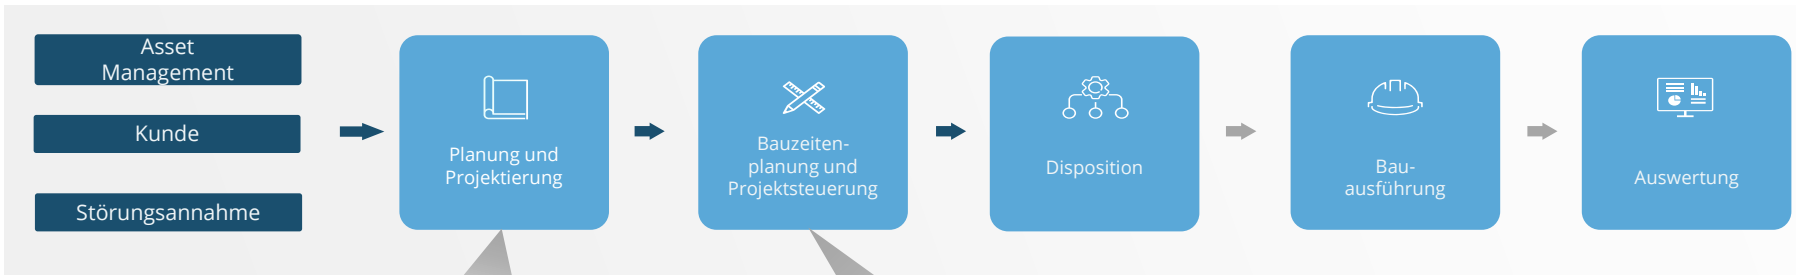 Asset
Management
Kunde
Störungsannahme
Planung und
Projektierung
Bauzeiten-
planung und
Projektsteuerung
Disposition
Bau-
ausführung
Auswertung